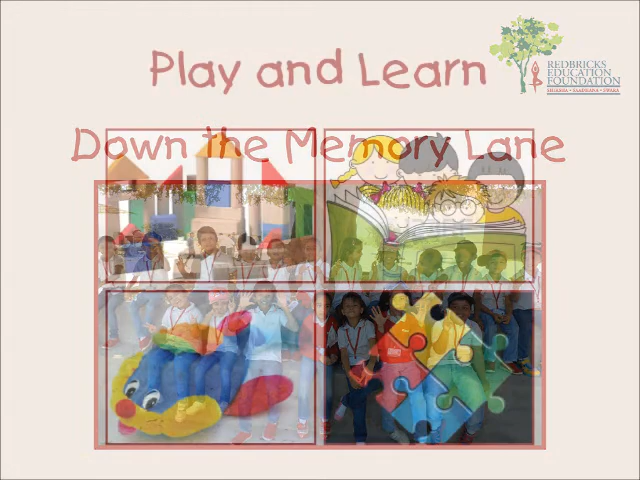 Play and Learn
REDBRICKS
EDUCATION
FOUNDATION
Down the Memory Lane